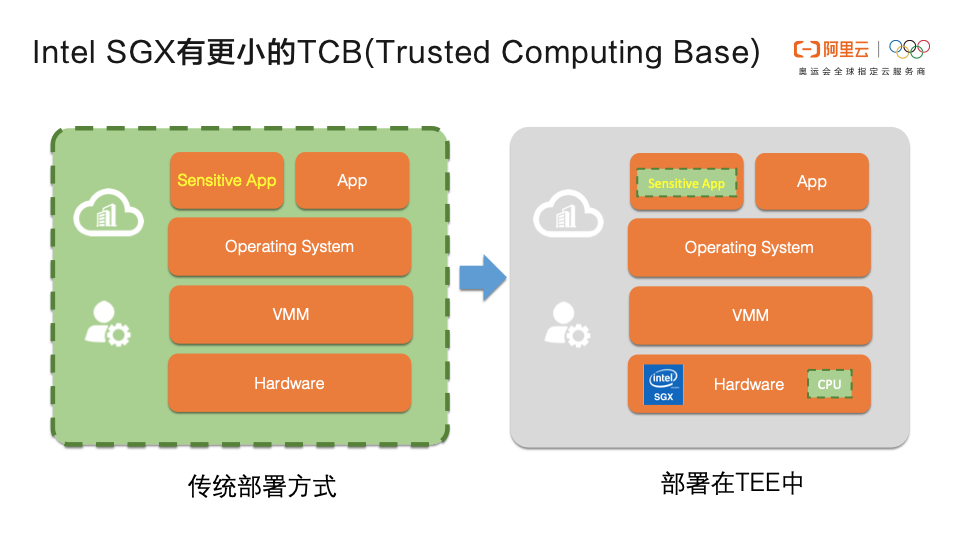 Intel SGX有更小的TCB(Trusted Computing Base)
阿里云
奥运会全球指定云服务商
Sensitive App
App
Operating System
VMM
Hardware
传统部署方式
Sensitive App
App
Operating System
VMM
intel
SGX
Hardware
CPU
部署在TEE中